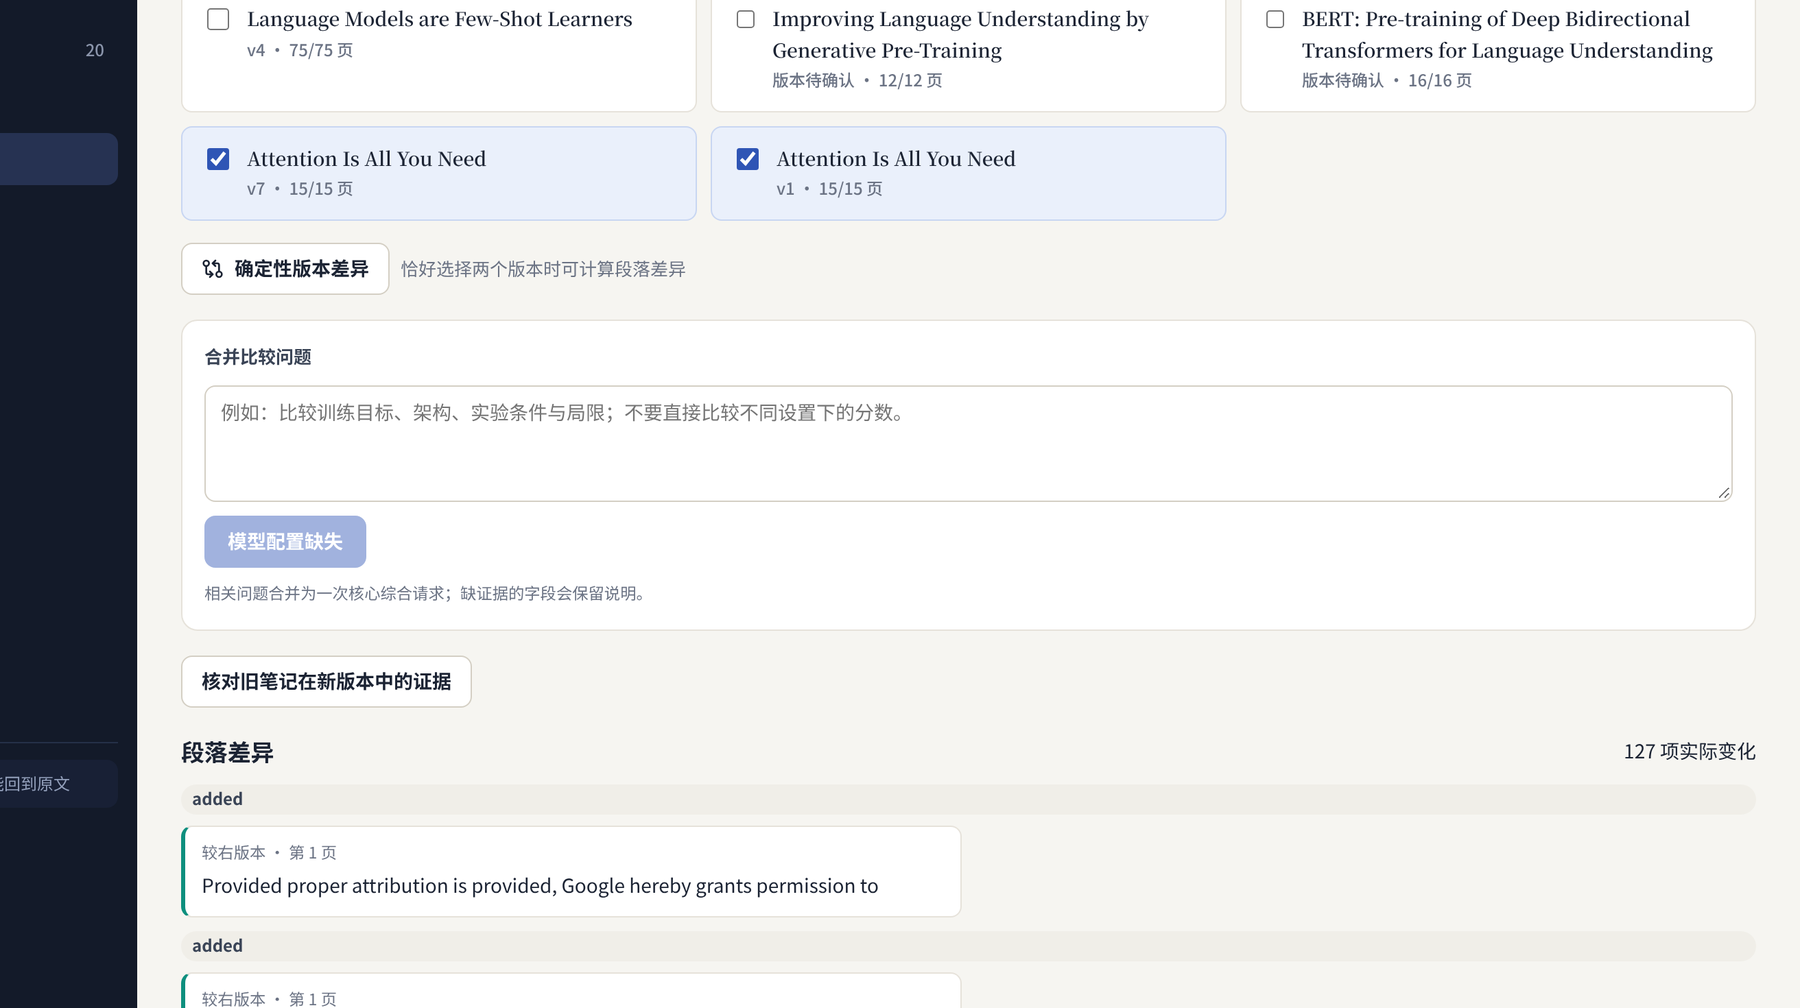 20
Language Models are Few-Shot Learners
v4 • 75/75 页
Improving Language Understanding by
Generative Pre-Training
版本待确认 • 12/12 页
BERT: Pre-training of Deep Bidirectional
Transformers for Language Understanding
版本待确认 • 16/16 页
Attention Is All You Need
v7 • 15/15 页
Attention Is All You Need
v1 • 15/15 页
确定性版本差异
恰好选择两个版本时可计算段落差异
合并比较问题
例如：比较训练目标、架构、实验条件与局限；不要直接比较不同设置下的分数。
模型配置缺失
相关问题合并为一次核心综合请求；缺证据的字段会保留说明。
核对旧笔记在新版本中的证据
段落差异
127 项实际变化
能回到原文
added
较右版本 • 第 1 页
Provided proper attribution is provided, Google hereby grants permission to
added
较右版本 • 第 1 页